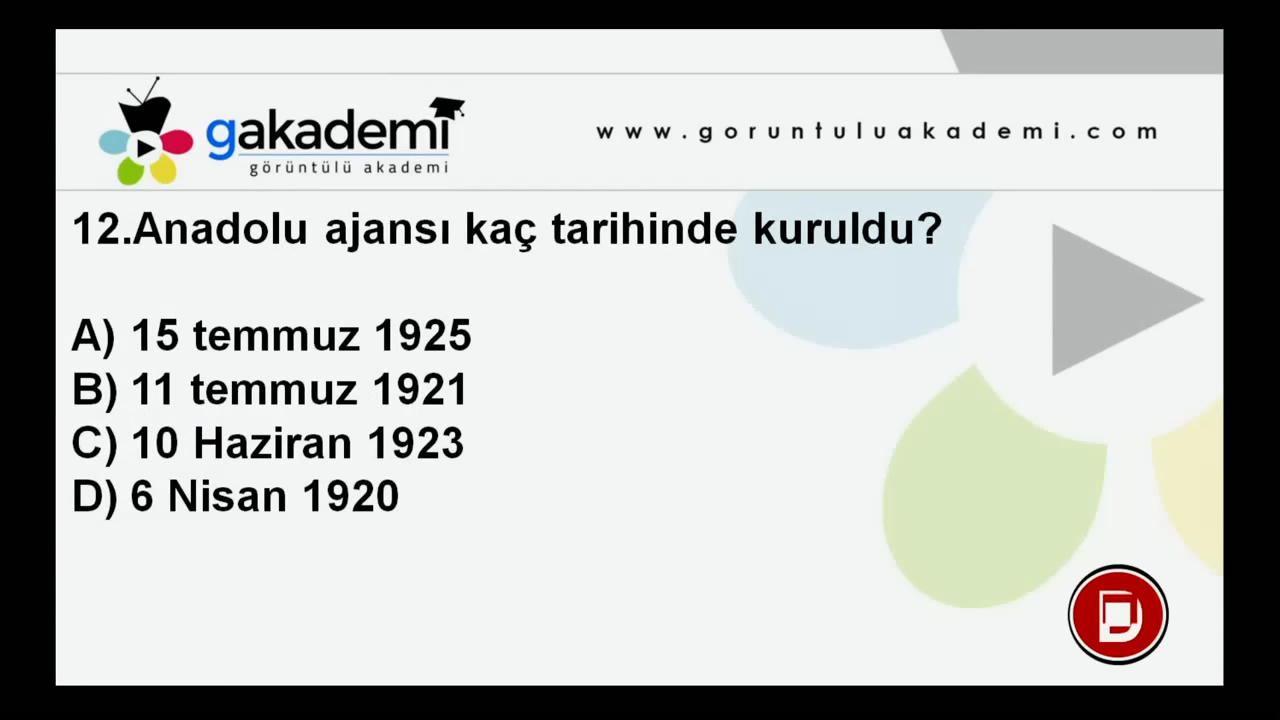 gakademi
görüntülü akademi
www.goruntuluakademi.com
12.Anadolu ajansı kaç tarihinde kuruldu?
A) 15 temmuz 1925
B) 11 temmuz 1921
C) 10 Haziran 1923
D) 6 Nisan 1920
D